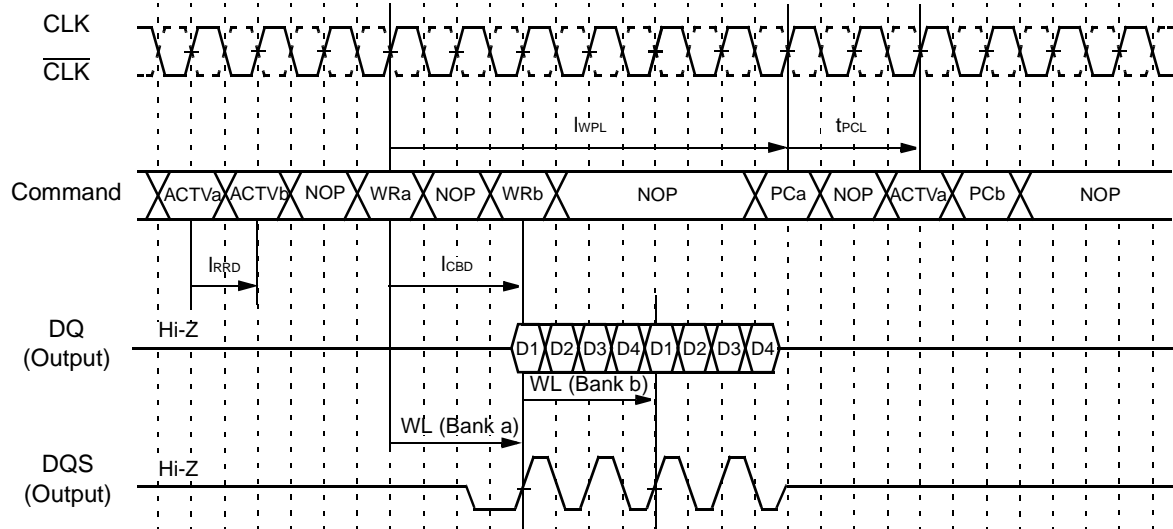 CLK
CLK
lWPL
tPCL
Command
ACTVa ACTVb NOP WRa NOP WRb NOP PCa NOP ACTVa PCb NOP
lRRD
lCBD
DQ
(Output)
Hi-Z
D1 D2 D3 D4 D1 D2 D3 D4
WL (Bank b)
WL (Bank a)
DQS
(Output)
Hi-Z